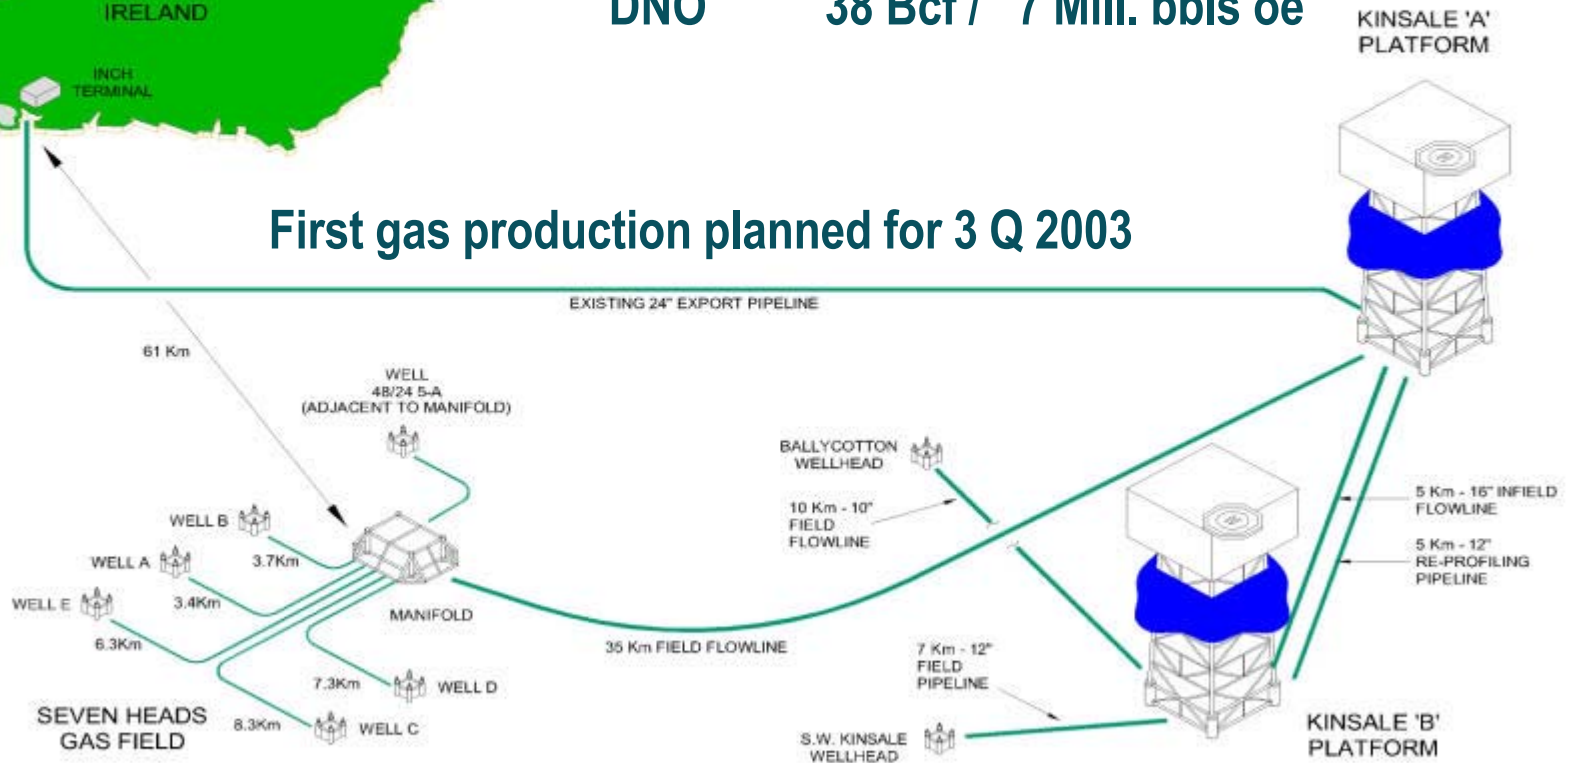 IRELAND
DNO 38 Bcf / 7 Mill. bbls oe
KINSALE 'A'
PLATFORM
INCH
TERMINAL
First gas production planned for 3 Q 2003
EXISTING 24" EXPORT PIPELINE
61 Km
WELL
48/24 5-A
(ADJACENT TO MANIFOLD)
BALLYCOTTON
WELLHEAD
10 Km - 10"
FIELD
FLOWLINE
5 Km - 16" INFIELD
FLOWLINE
5 Km - 12"
RE-PROFILING
PIPELINE
WELL B
3.7Km
WELL A
3.4Km
WELL E
6.3Km
MANIFOLD
35 Km FIELD FLOWLINE
7 Km - 12"
FIELD
PIPELINE
7.3Km
WELL D
8.3Km
WELL C
SEVEN HEADS
GAS FIELD
S.W. KINSALE
WELLHEAD
KINSALE 'B'
PLATFORM